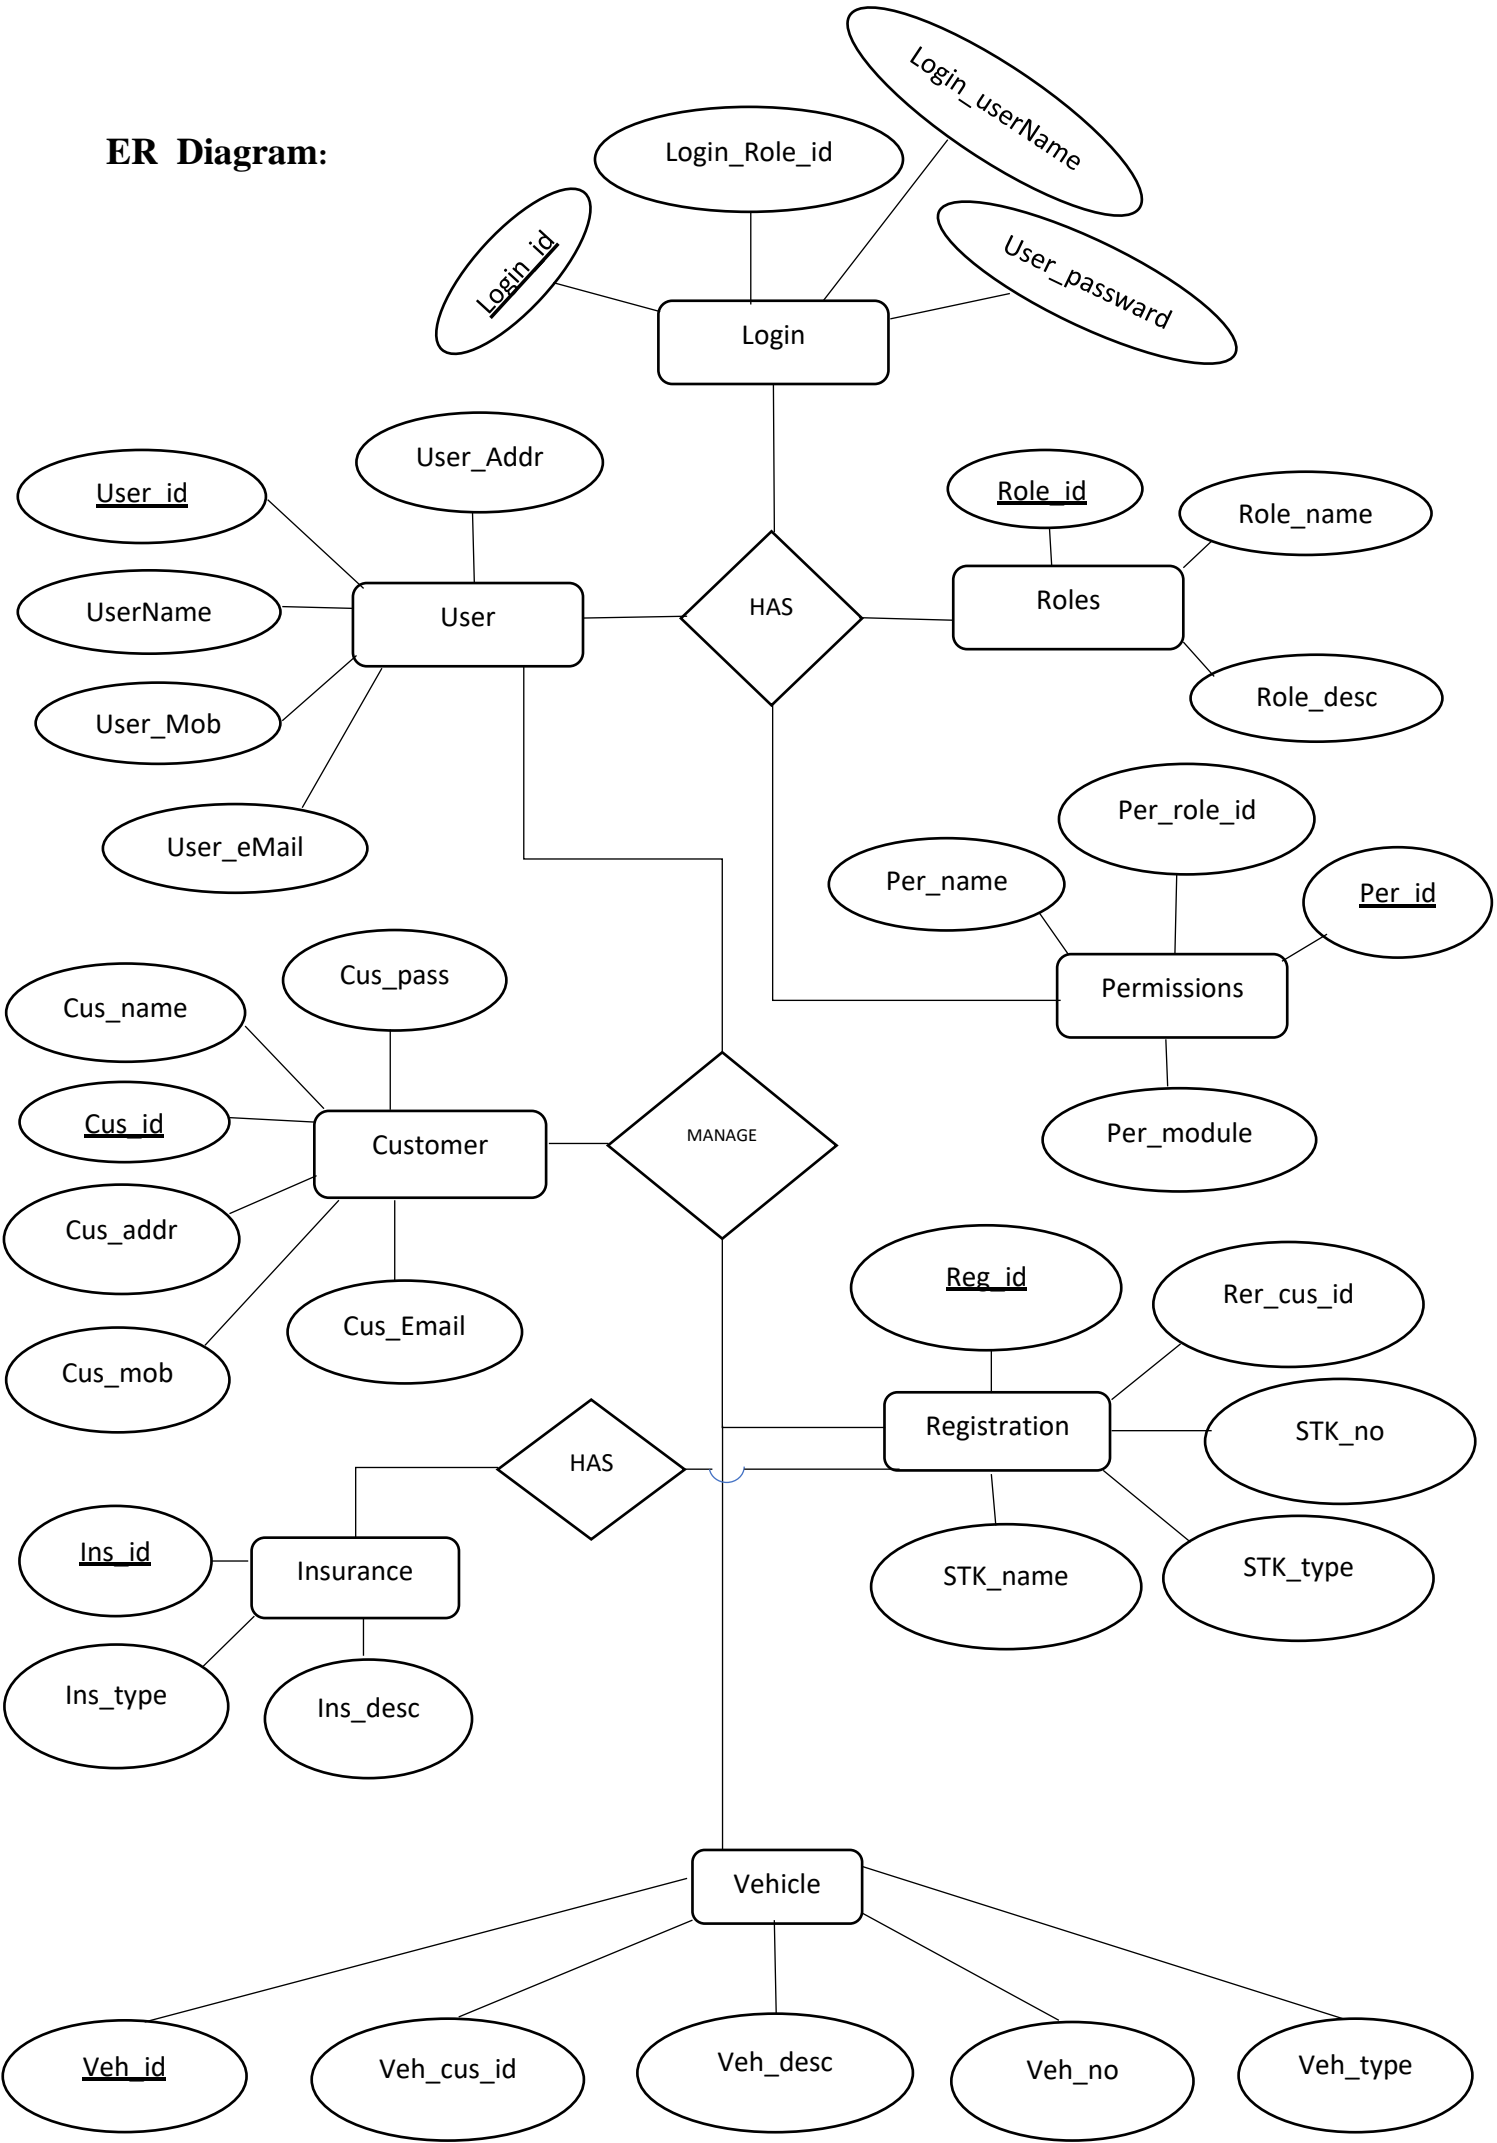 Login_userName
ER  Diagram:
Login_Role_id
Login_id
User_passward
Login
User_Addr
User_id
Role_id
Role_name
UserName
User
HAS
Roles
User_Mob
Role_desc
Per_role_id
User_eMail
Per_name
Per_id
Cus_pass
Permissions
Cus_name
Cus_id
Customer
MANAGE
Per_module
Cus_addr
Reg_id
Rer_cus_id
Cus_Email
Cus_mob
Registration
STK_no
HAS
Ins_id
Insurance
STK_name
STK_type
Ins_type
Ins_desc
Vehicle
Veh_id
Veh_cus_id
Veh_desc
Veh_no
Veh_type